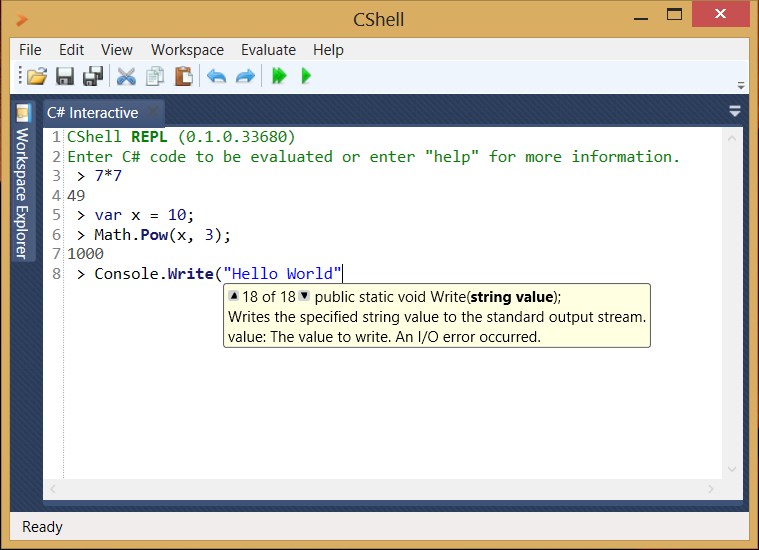 CShell
File Edit View Workspace Evaluate Help
Workspace Explorer
C# Interactive
1 CShell REPL (0.1.0.33680)
2 Enter C# code to be evaluated or enter "help" for more information.
3 > 7*7
4 49
5 > var x = 10;
6 > Math.Pow(x, 3);
7 1000
8 > Console.Write("Hello World"
18 of 18 public static void Write(string value);
Writes the specified string value to the standard output stream.
value: The value to write. An I/O error occurred.
Ready